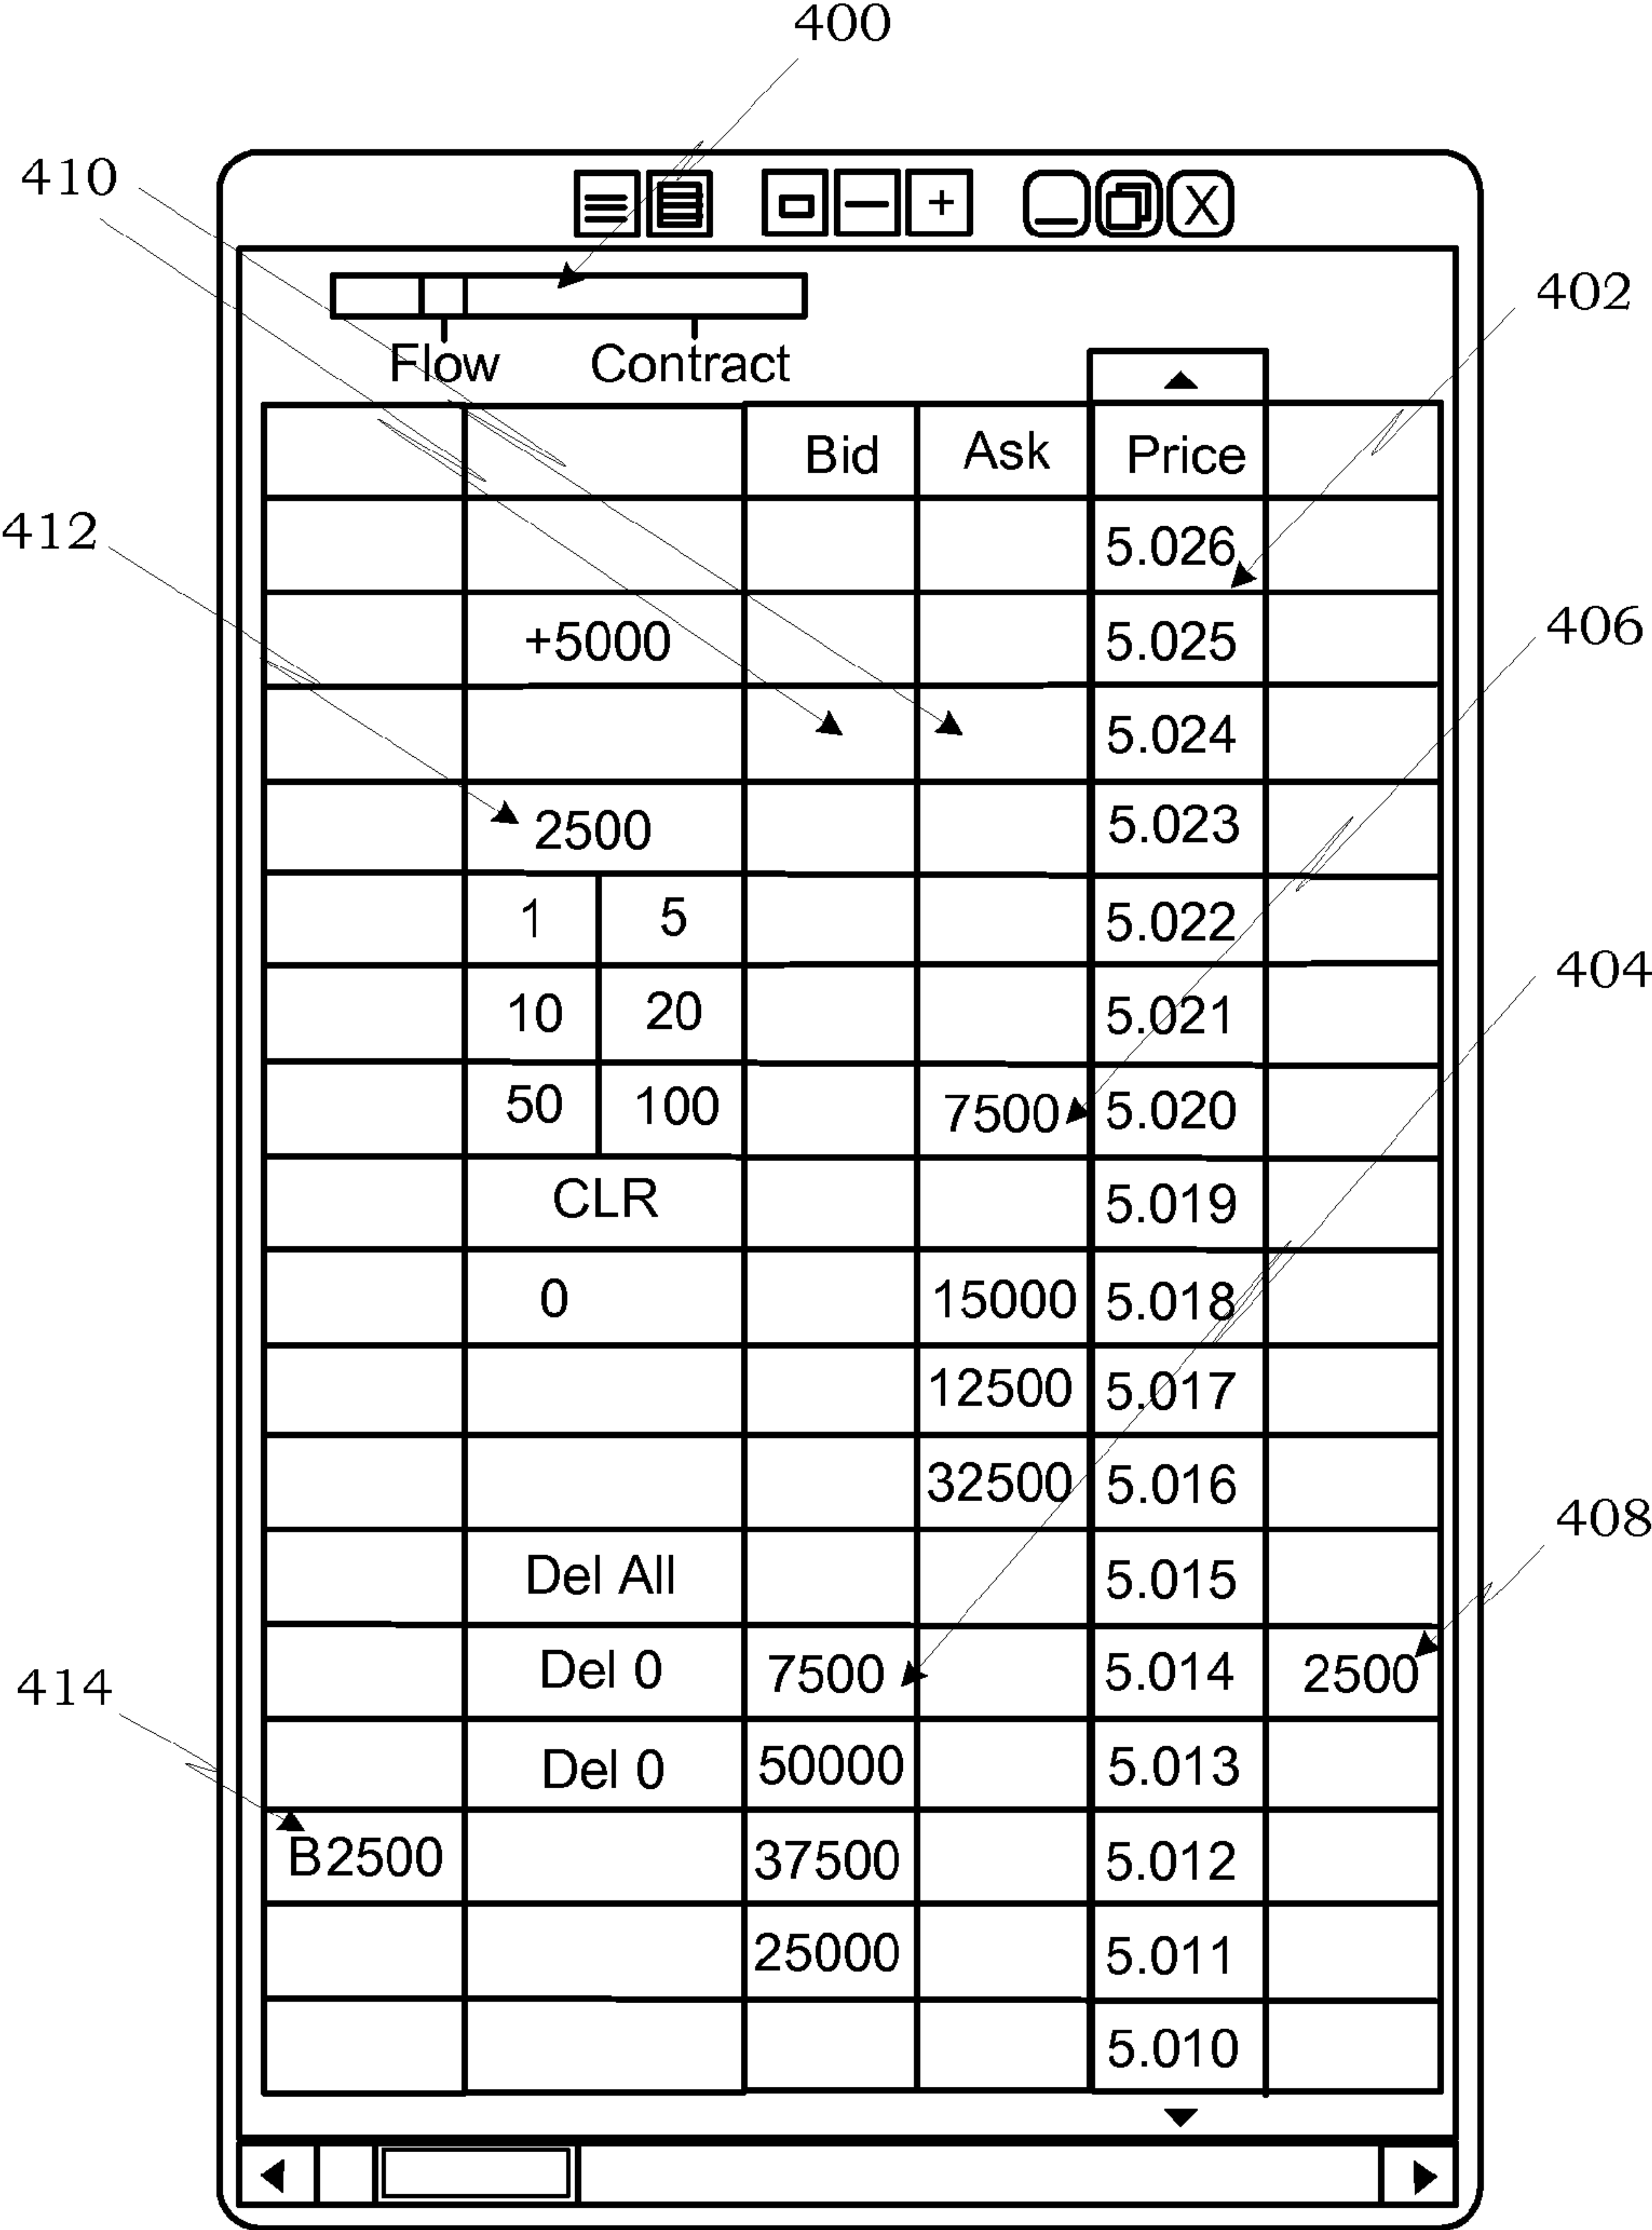 400
410
+ X
402
Flow Contract
Bid Ask Price
412
5.026
+5000 5.025
406
5.024
2500 5.023
1 5 5.022
404
10 20 5.021
50 100 7500 5.020
CLR 5.019
0 15000 5.018
12500 5.017
32500 5.016
408
Del All 5.015
414
Del 0 7500 5.014 2500
Del 0 50000 5.013
B2500 37500 5.012
25000 5.011
5.010